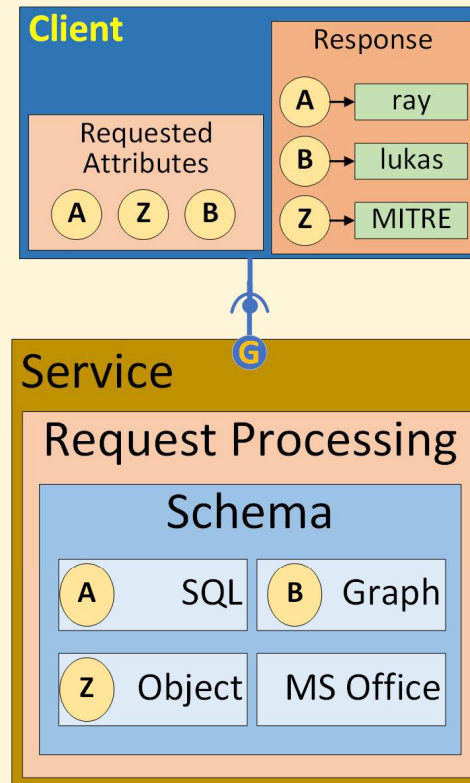 Client
Response
A
ray
B
lukas
Z
MITRE
Requested
Attributes
A Z B
G
Service
Request Processing
Schema
A SQL
B Graph
Z Object
MS Office